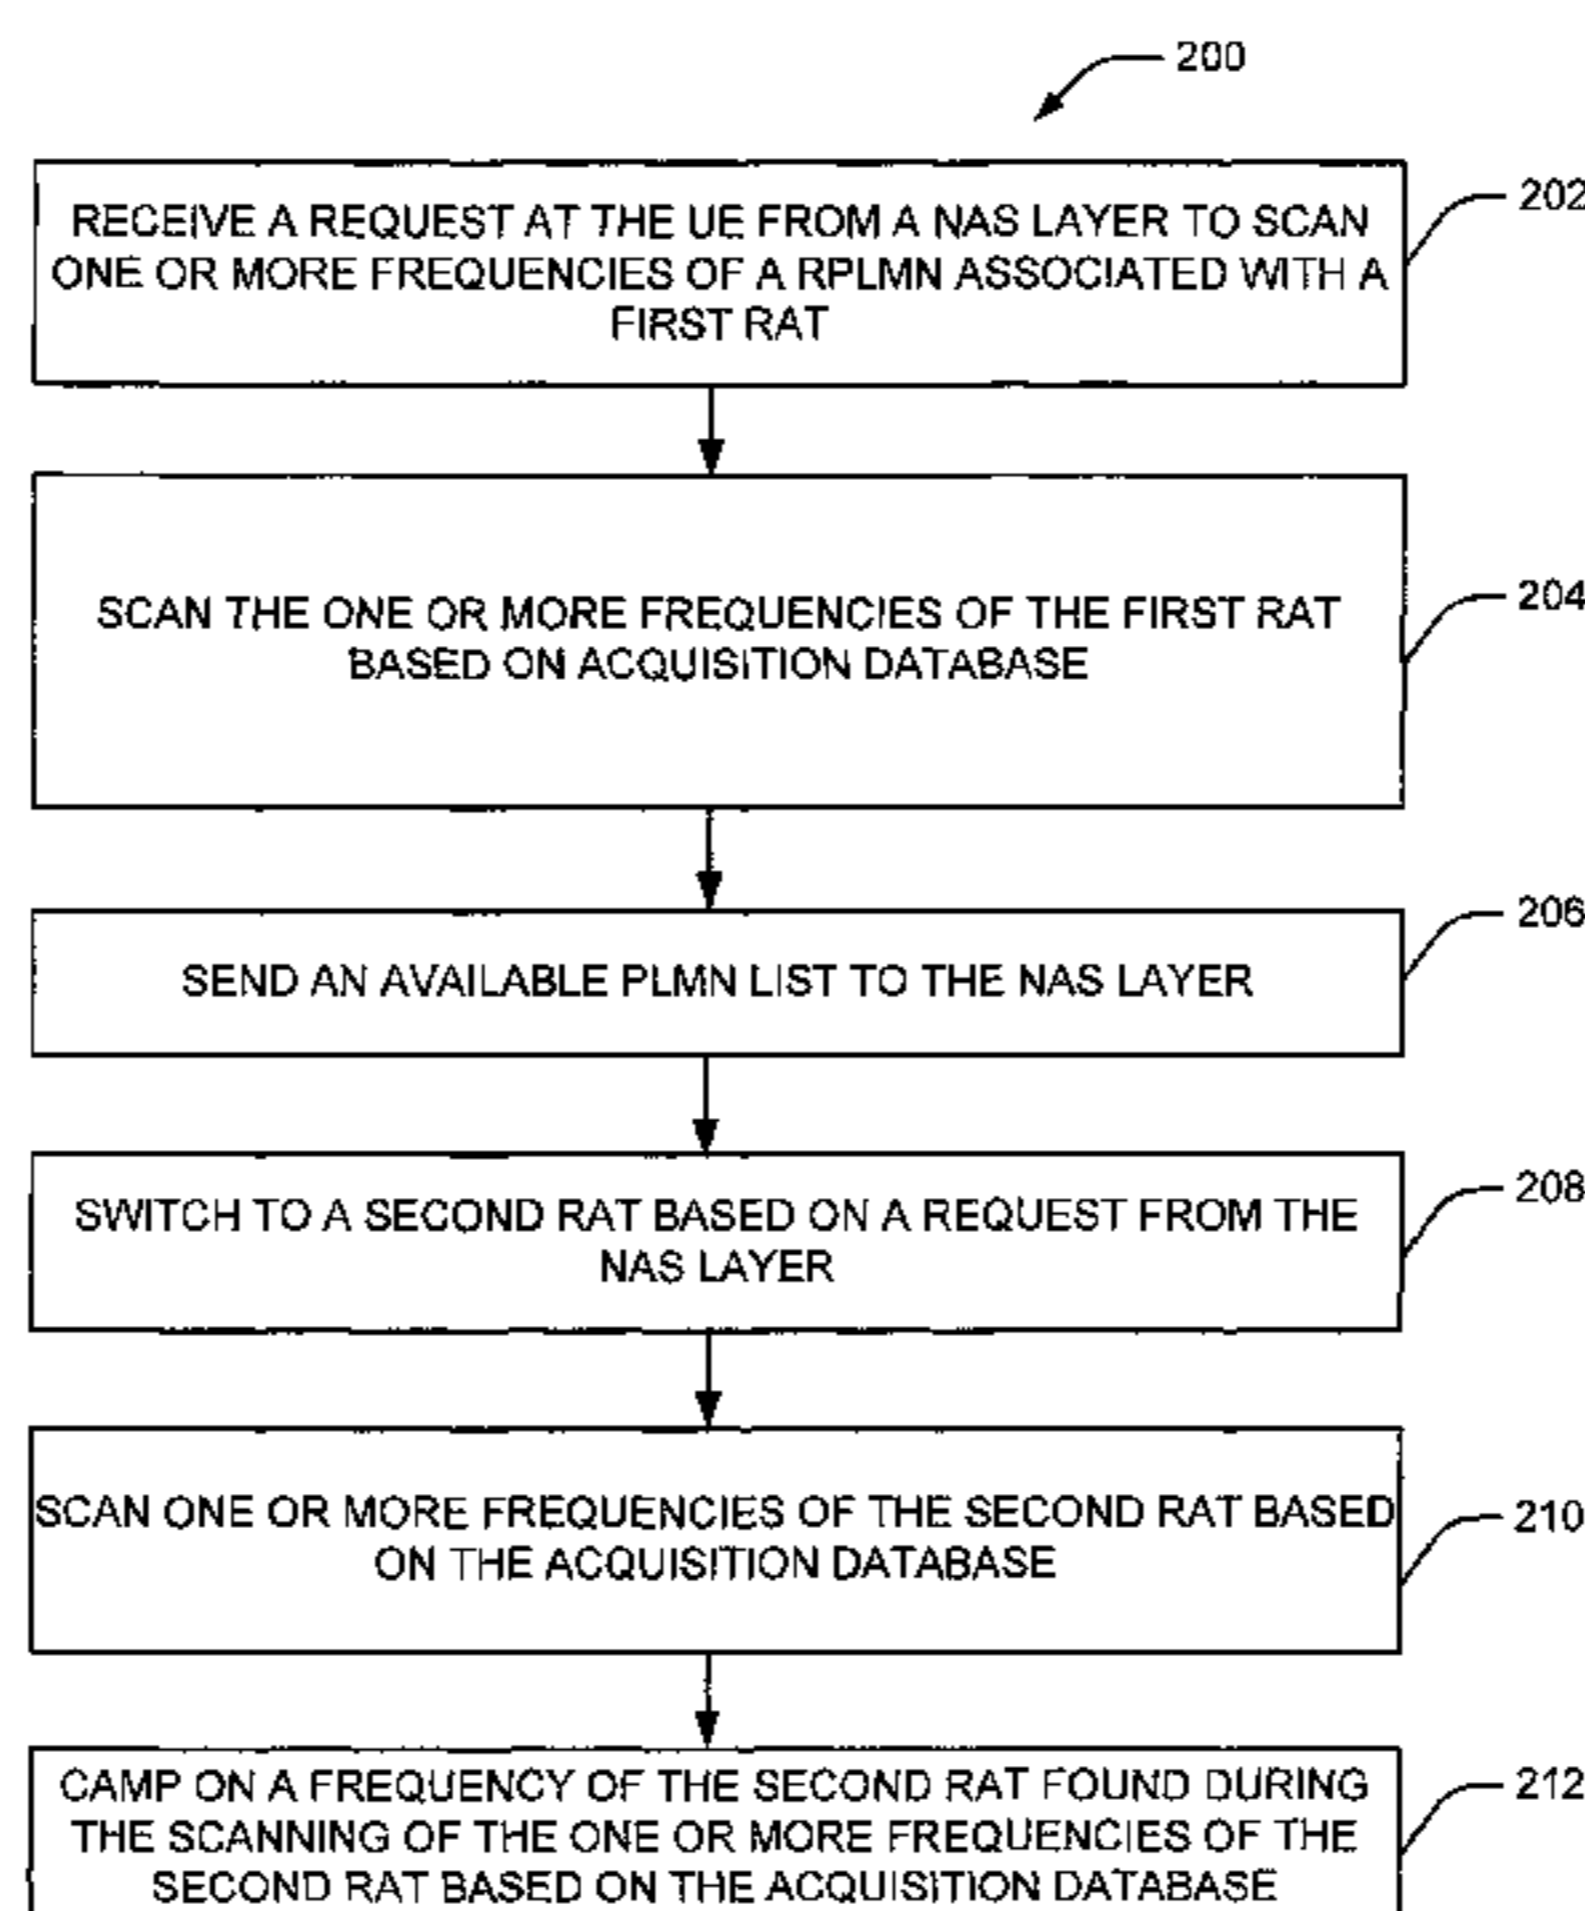 200
RECEIVE A REQUEST AT THE UE FROM A NAS LAYER TO SCAN
ONE OR MORE FREQUENCIES OF A RPLMN ASSOCIATED WITH A
FIRST RAT
202
SCAN THE ONE OR MORE FREQUENCIES OF THE FIRST RAT
BASED ON ACQUISITION DATABASE
204
SEND AN AVAILABLE PLMN LIST TO THE NAS LAYER
206
SWITCH TO A SECOND RAT BASED ON A REQUEST FROM THE
NAS LAYER
208
SCAN ONE OR MORE FREQUENCIES OF THE SECOND RAT BASED
ON THE ACQUISITION DATABASE
210
CAMP ON A FREQUENCY OF THE SECOND RAT FOUND DURING
THE SCANNING OF THE ONE OR MORE FREQUENCIES OF THE
SECOND RAT BASED ON THE ACQUISITION DATABASE
212